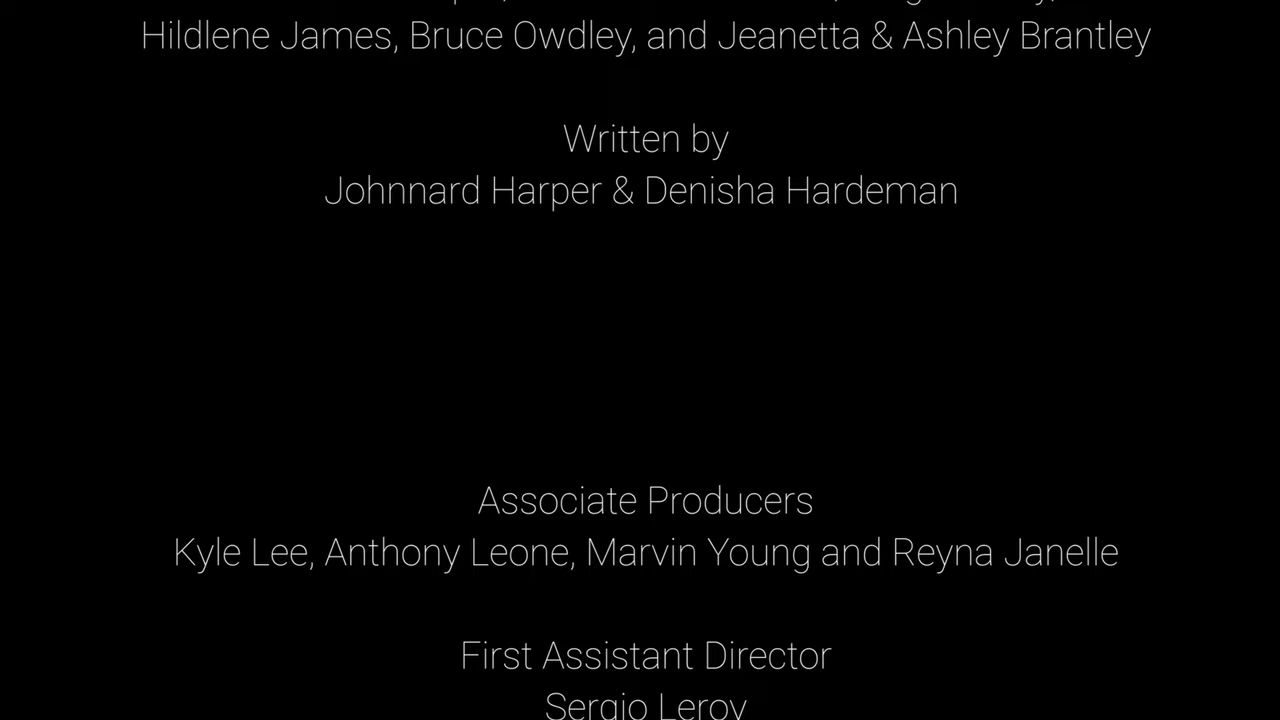 Hildlene James, Bruce Owdley, and Jeanetta & Ashley Brantley
Written by
Johnnard Harper & Denisha Hardeman
Associate Producers
Kyle Lee, Anthony Leone, Marvin Young and Reyna Janelle
First Assistant Director
Sergio Leroy